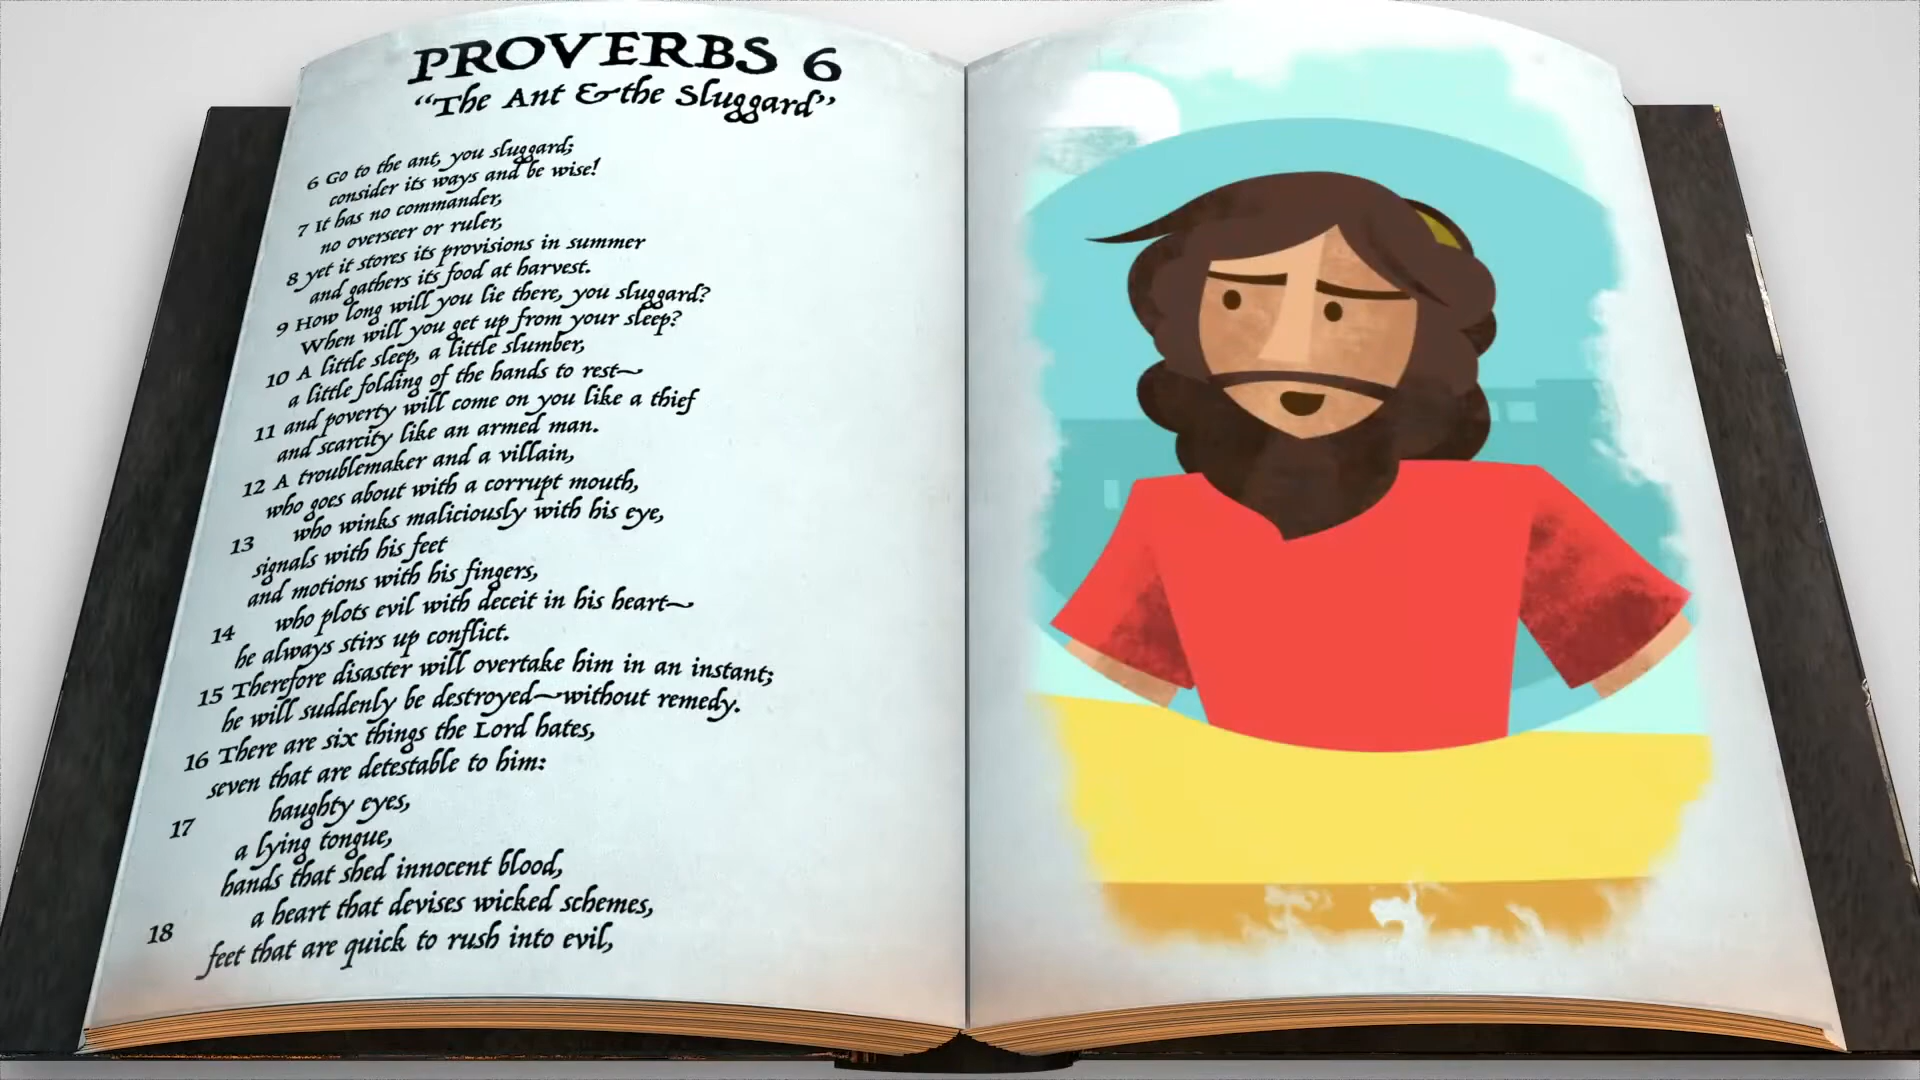 PROVERBS 6
“The Ant & the Sluggard”
6 Go to the ant, you sluggard;
consider its ways and be wise!
7 It has no commander,
no overseer or ruler,
8 yet it stores its provisions in summer
and gathers its food at harvest.
9 How long will you lie there, you sluggard?
When will you get up from your sleep?
10 A little sleep, a little slumber,
a little folding of the hands to rest—
11 and poverty will come on you like a thief
and scarcity like an armed man.
12 A troublemaker and a villain,
who goes about with a corrupt mouth,
13 who winks maliciously with his eye,
signals with his feet
and motions with his fingers,
14 who plots evil with deceit in his heart—
he always stirs up conflict.
15 Therefore disaster will overtake him in an instant;
he will suddenly be destroyed—without remedy.
16 There are six things the Lord hates,
seven that are detestable to him:
17 haughty eyes,
a lying tongue,
hands that shed innocent blood,
18 a heart that devises wicked schemes,
feet that are quick to rush into evil,